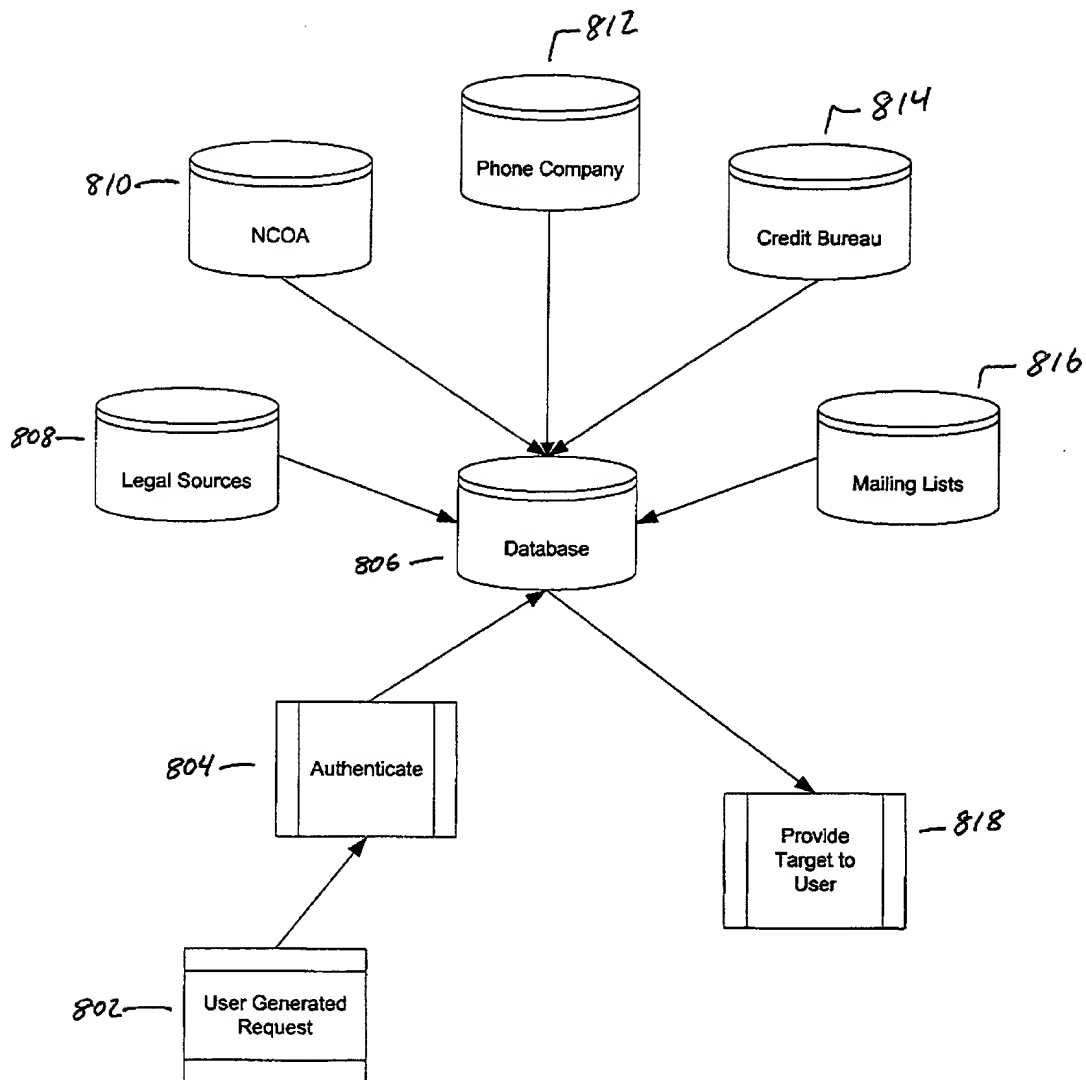 812
Phone Company
814
Credit Bureau
810
NCOA
816
Mailing Lists
808
Legal Sources
Database
806
804
Authenticate
Provide
Target to
User
818
802
User Generated
Request